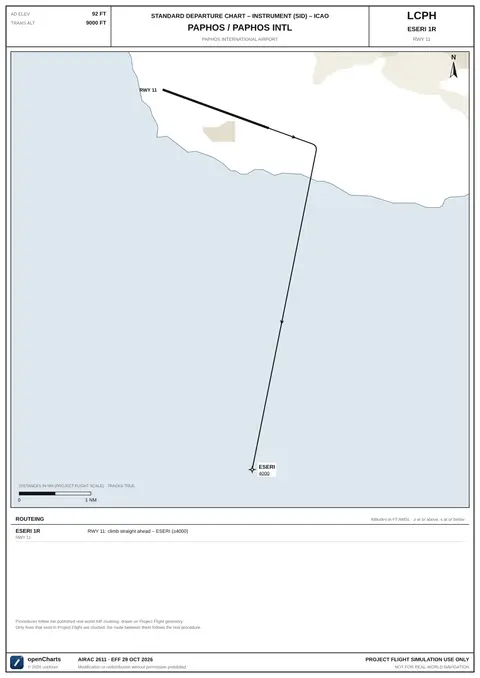 AD ELEV 92 FT
TRANS ALT 9000 FT
STANDARD DEPARTURE CHART – INSTRUMENT (SID) – ICAO
PAPHOS / PAPHOS INTL
PAPHOS INTERNATIONAL AIRPORT
LCPH
ESERI 1R
RWY 11
N
RWY 11
ESERI
4000
DISTANCES IN NM (PROJECT FLIGHT SCALE) · TRACKS TRUE
0 1 NM
ROUTEING
Altitudes in FT AMSL · ≥ at or above, ≤ at or below
ESERI 1R RWY 11: climb straight ahead – ESERI (≥4000)
RWY 11
Procedures follow the published real-world AIP routeing, drawn on Project Flight geometry.
Only fixes that exist in Project Flight are charted; the route between them follows the real procedure.
openCharts
AIRAC 2611 · EFF 29 OCT 2026
PROJECT FLIGHT SIMULATION USE ONLY
Modification or redistribution without permission prohibited
NOT FOR REAL-WORLD NAVIGATION